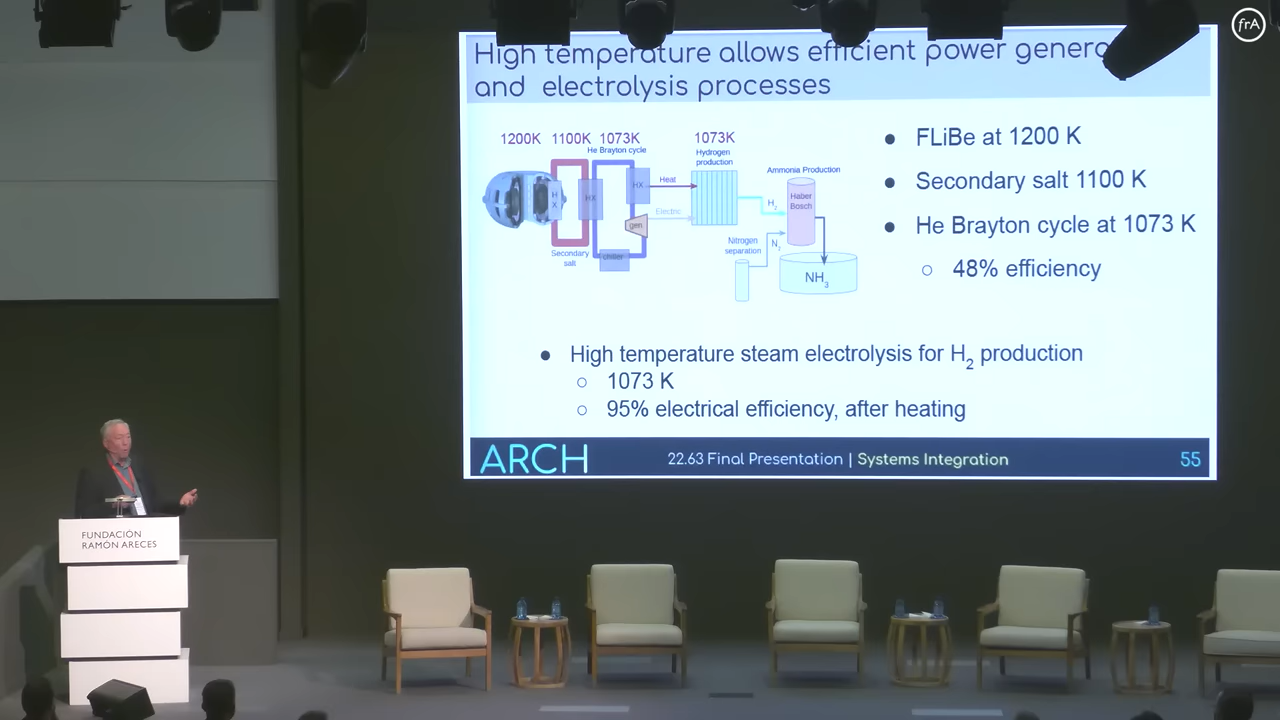 frA
High temperature allows efficient power genera
and electrolysis processes
1200K 1100K 1073K 1073K
He Brayton cycle
Hydrogen
production
Ammonia Production
HX
HX
HX
Heat
Electric
gen
chiller
Secondary
salt
H2
Haber
Bosch
Nitrogen
separation
N2
NH3
● FLiBe at 1200 K
● Secondary salt 1100 K
● He Brayton cycle at 1073 K
○ 48% efficiency
● High temperature steam electrolysis for H2 production
○ 1073 K
○ 95% electrical efficiency, after heating
ARCH 22.63 Final Presentation | Systems Integration 55
FUNDACIÓN
RAMÓN ARECES